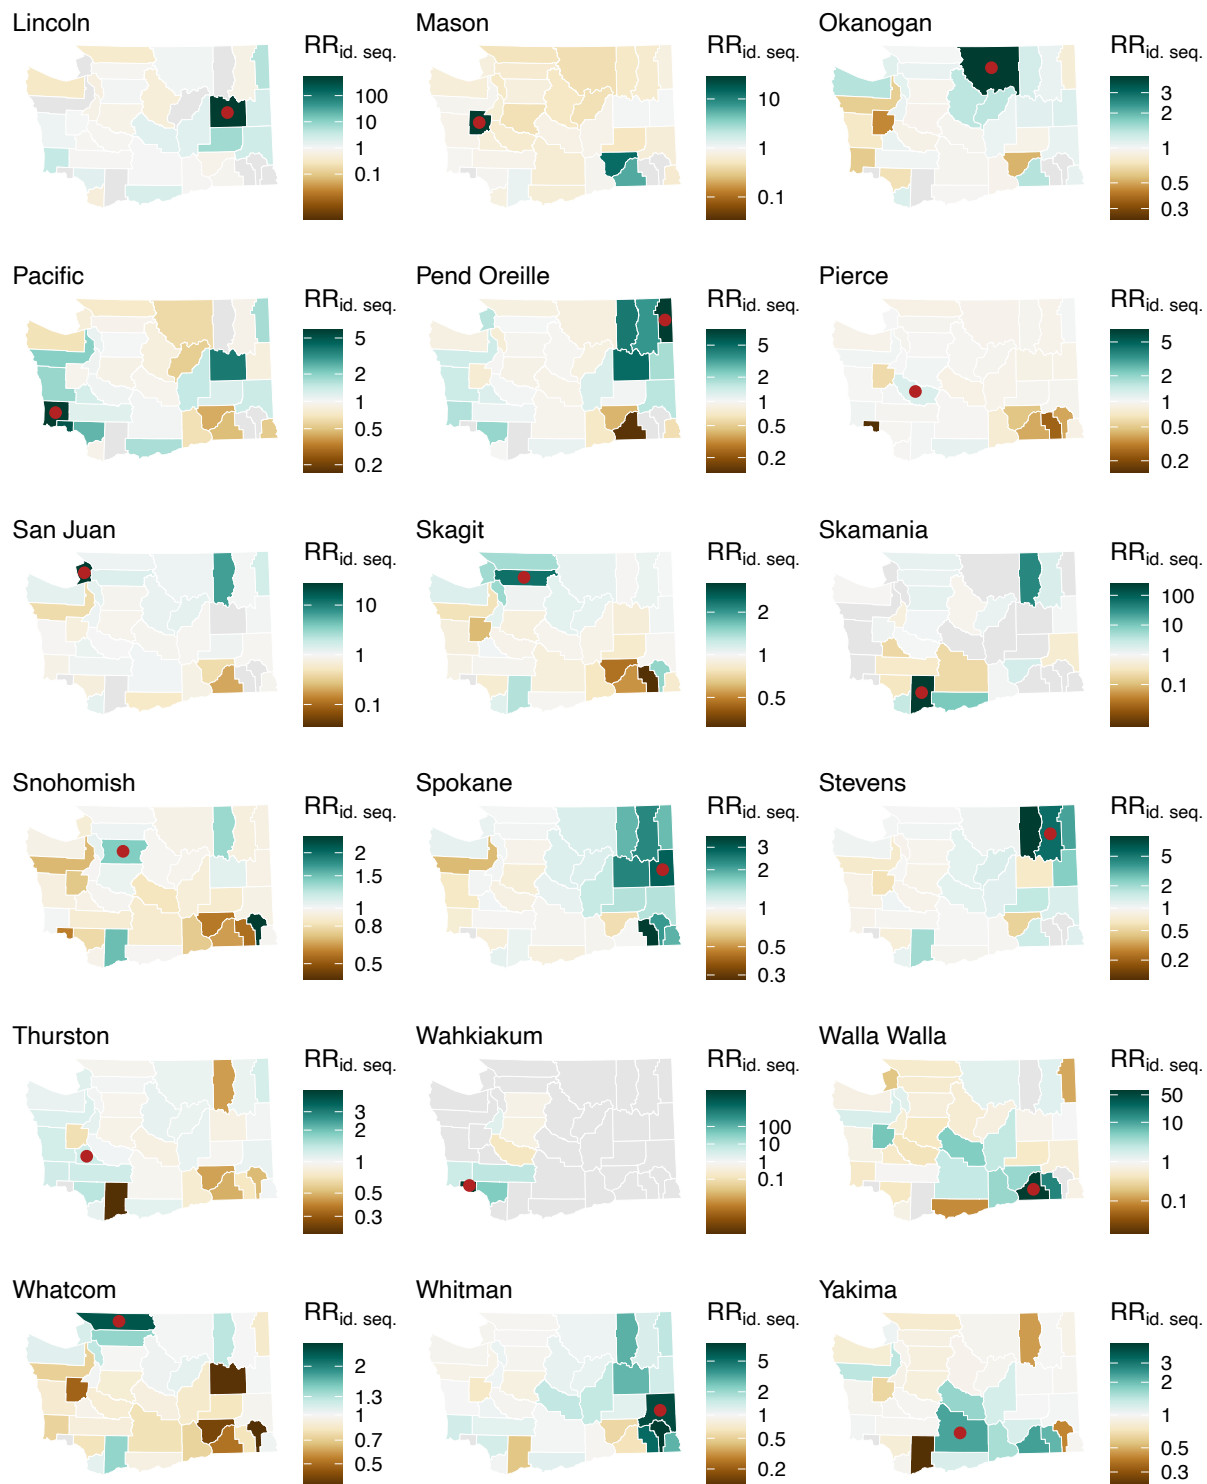 Lincoln
RRid. seq.
100
10
1
0.1
Mason
RRid. seq.
10
1
0.1
Okanogan
RRid. seq.
3
2
1
0.5
0.3
Pacific
RRid. seq.
5
2
1
0.5
0.2
Pend Oreille
RRid. seq.
5
2
1
0.5
0.2
Pierce
RRid. seq.
5
2
1
0.5
0.2
San Juan
RRid. seq.
10
1
0.1
Skagit
RRid. seq.
2
1
0.5
Skamania
RRid. seq.
100
10
1
0.1
Snohomish
RRid. seq.
2
1.5
1
0.8
0.5
Spokane
RRid. seq.
3
2
1
0.5
0.3
Stevens
RRid. seq.
5
2
1
0.5
0.2
Thurston
RRid. seq.
3
2
1
0.5
0.3
Wahkiakum
RRid. seq.
100
10
1
0.1
Walla Walla
RRid. seq.
50
10
1
0.1
Whatcom
RRid. seq.
2
1.3
1
0.7
0.5
Whitman
RRid. seq.
5
2
1
0.5
0.2
Yakima
RRid. seq.
3
2
1
0.5
0.3